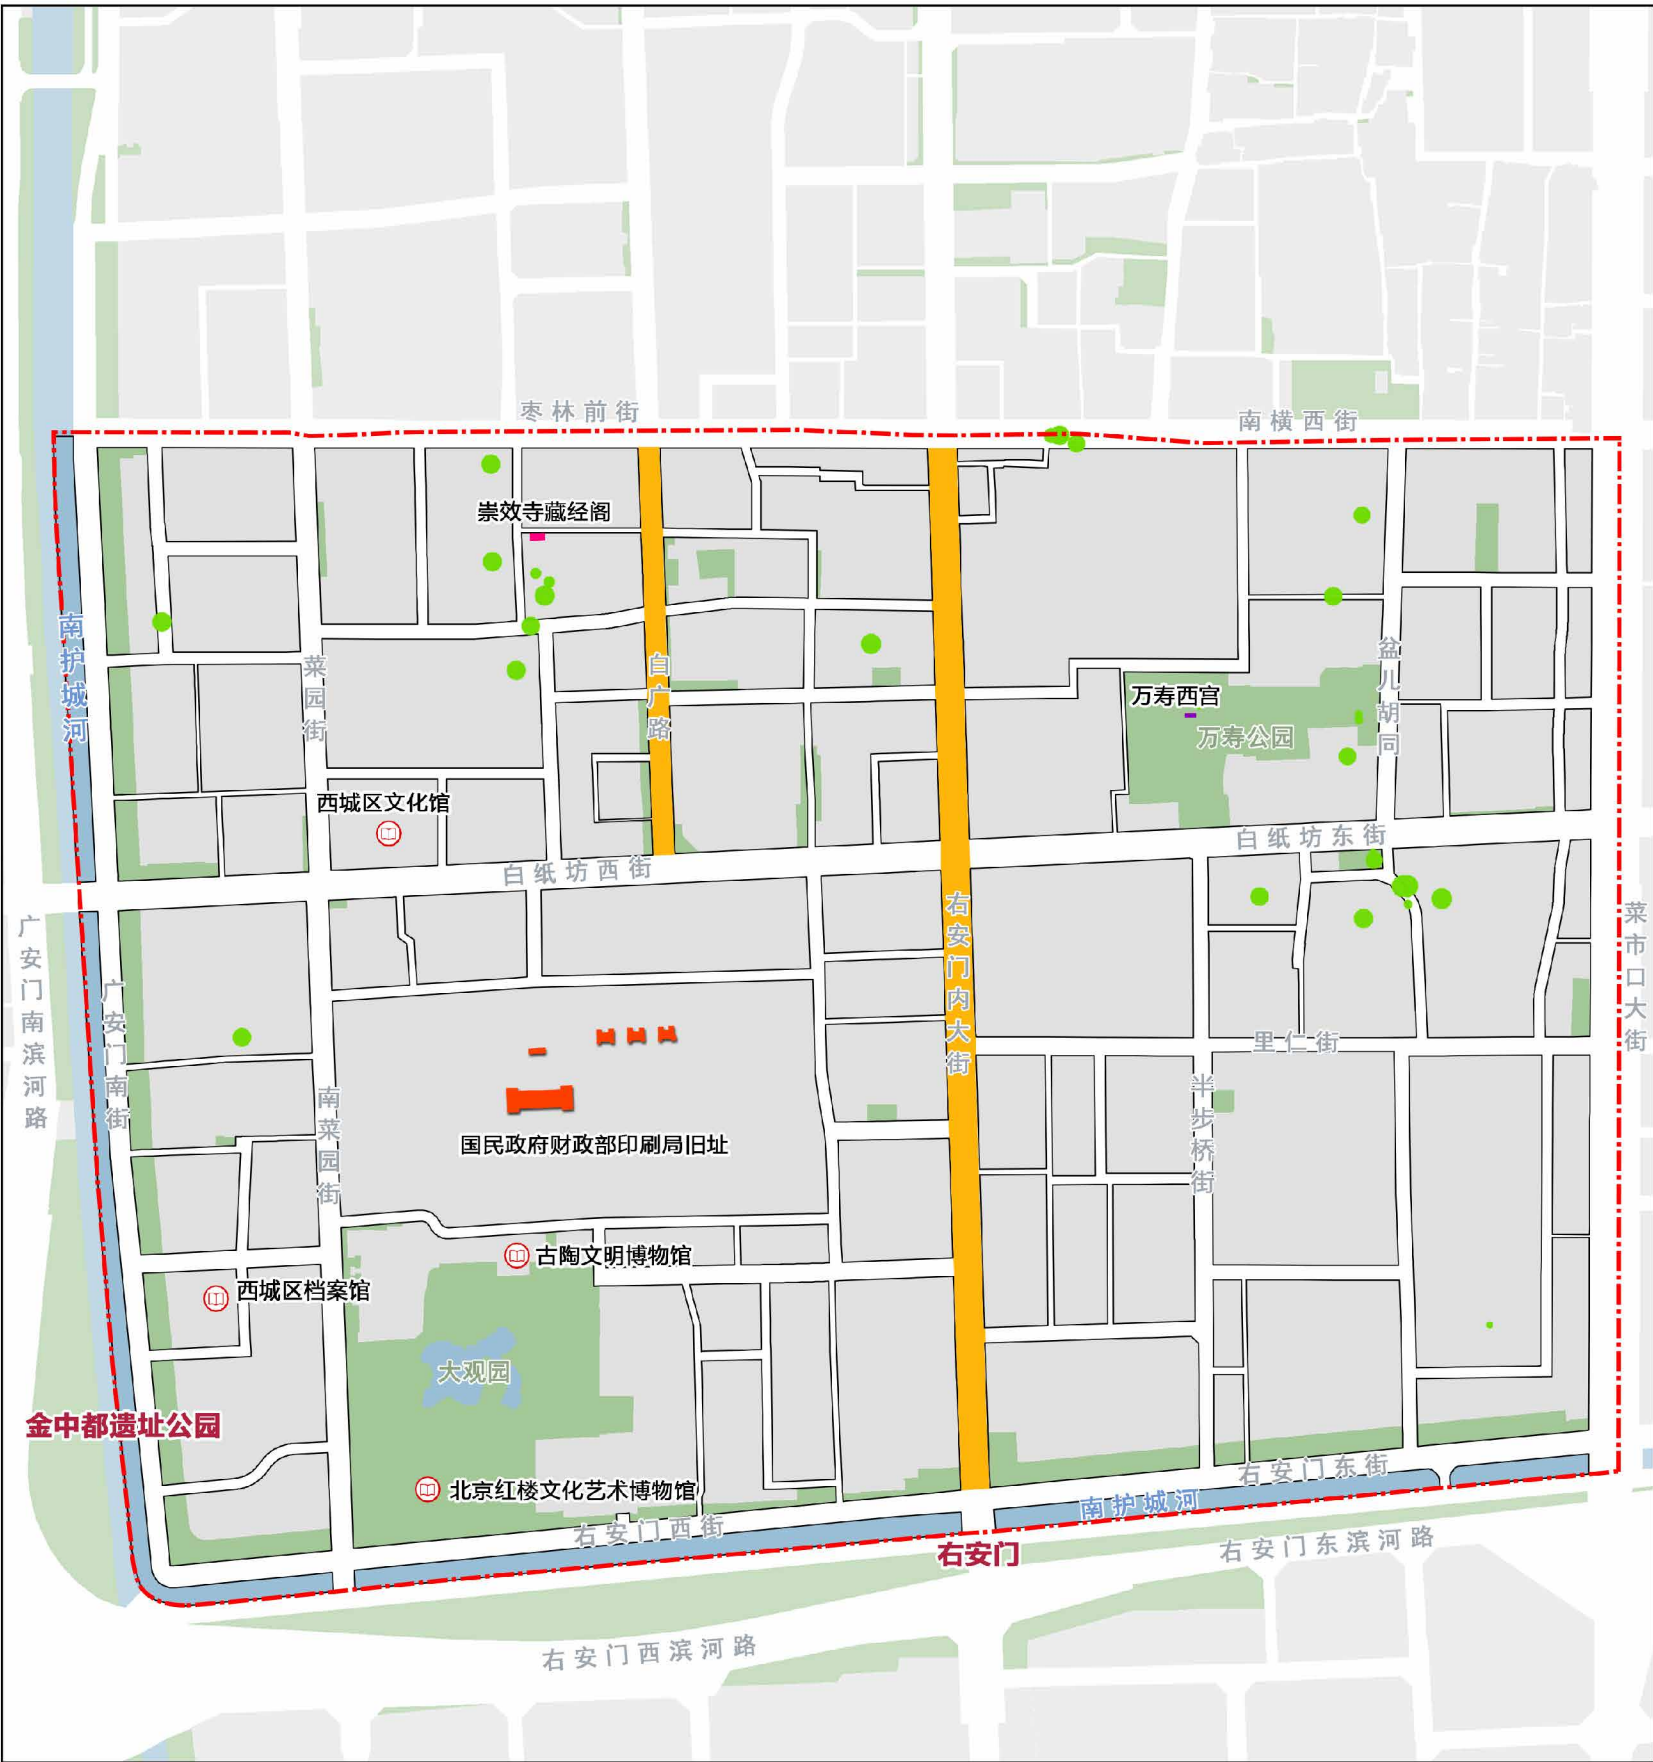 枣林前街
南横西街
崇效寺藏经阁
南护城河
菜园街
白广路
盆儿胡同
万寿西宫
万寿公园
西城区文化馆
白纸坊东街
白纸坊西街
右安门内大街
菜市口大街
广安门南滨河路
广安门南街
里仁街
半步桥街
南菜园街
国民政府财政部印刷局旧址
古陶文明博物馆
西城区档案馆
大观园
金中都遗址公园
北京红楼文化艺术博物馆
右安门东街
南护城河
右安门西街
右安门
右安门东滨河路
右安门西滨河路